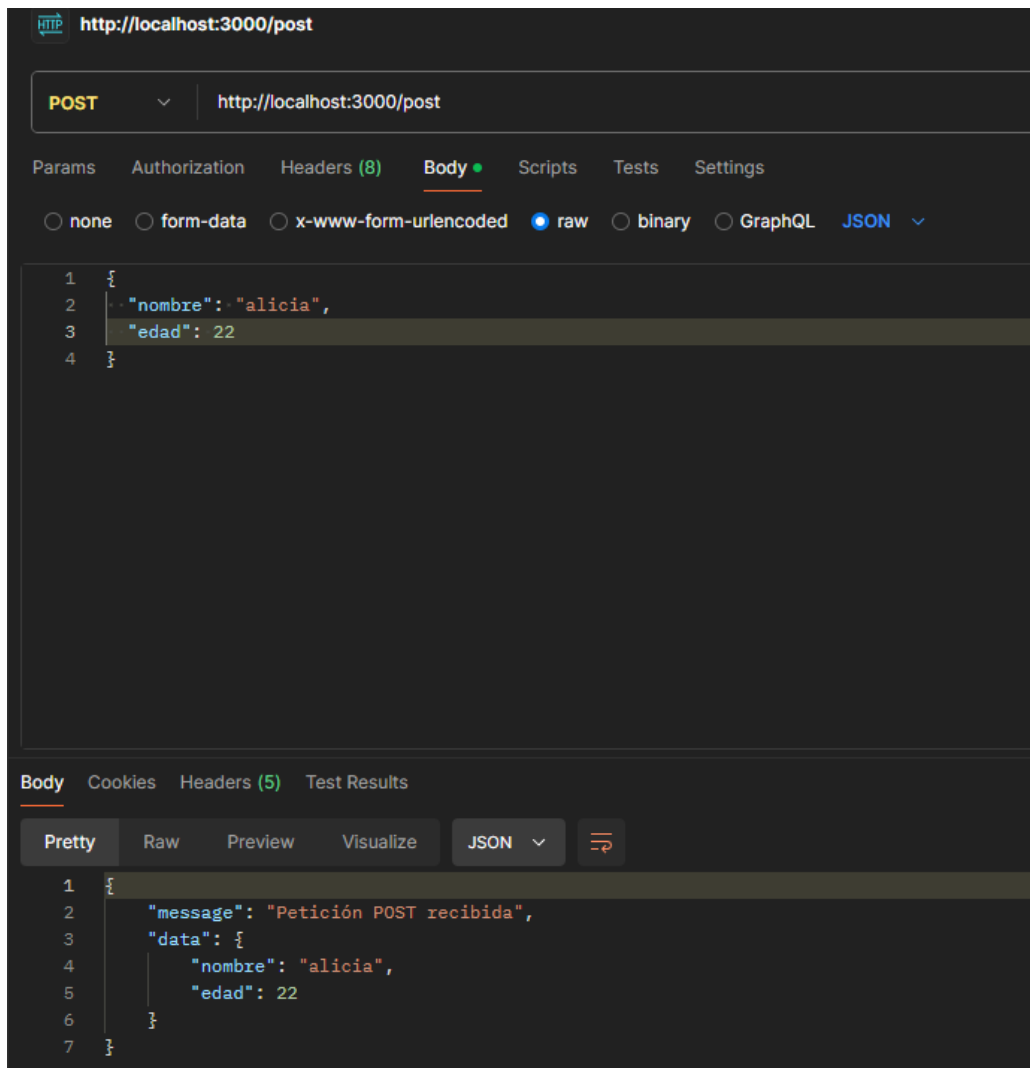 HTTP http://localhost:3000/post
POST http://localhost:3000/post
Params Authorization Headers (8) Body Scripts Tests Settings
none form-data x-www-form-urlencoded raw binary GraphQL JSON
1 {
2 "nombre": "alicia",
3 "edad": 22
4 }
Body Cookies Headers (5) Test Results
Pretty Raw Preview Visualize JSON
1 {
2 "message": "Petición POST recibida",
3 "data": {
4 "nombre": "alicia",
5 "edad": 22
6 }
7 }